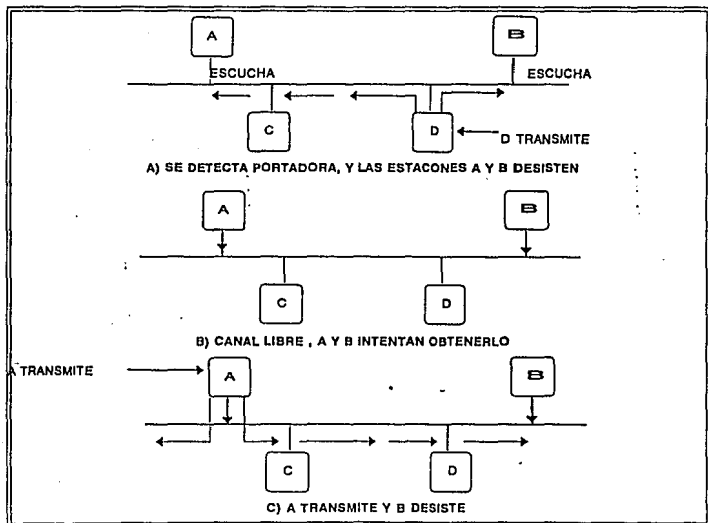 A B
ESCUCHA ESCUCHA
C D
D TRANSMITE
A) SE DETECTA PORTADORA, Y LAS ESTACONES A Y B DESISTEN
A B
C D
B) CANAL LIBRE , A Y B INTENTAN OBTENERLO
A TRANSMITE A B
C D
C) A TRANSMITE Y B DESISTE